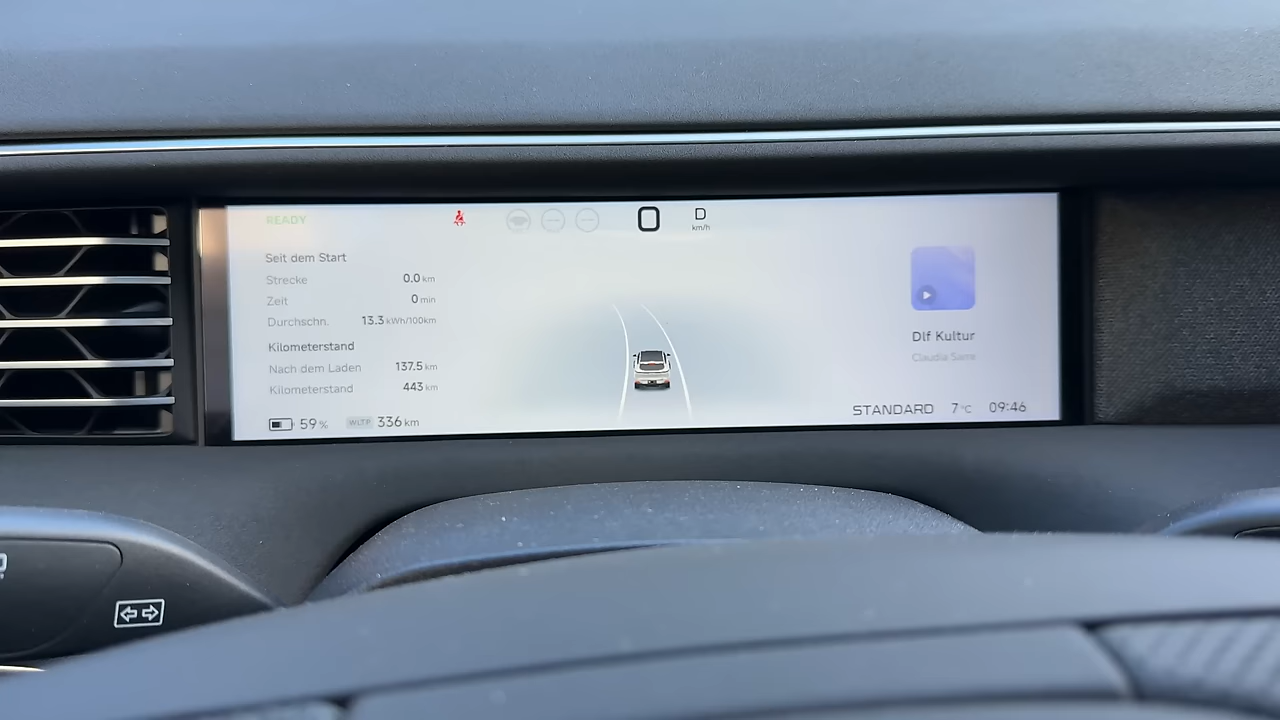 READY
0
D
km/h
Seit dem Start
Strecke 0.0 km
Zeit 0 min
Durchschn. 13.3 kWh/100km
Kilometerstand
Nach dem Laden 137.5 km
Kilometerstand 443 km
59 % WLTP 336 km
Dlf Kultur
STANDARD 7 °C 09:46